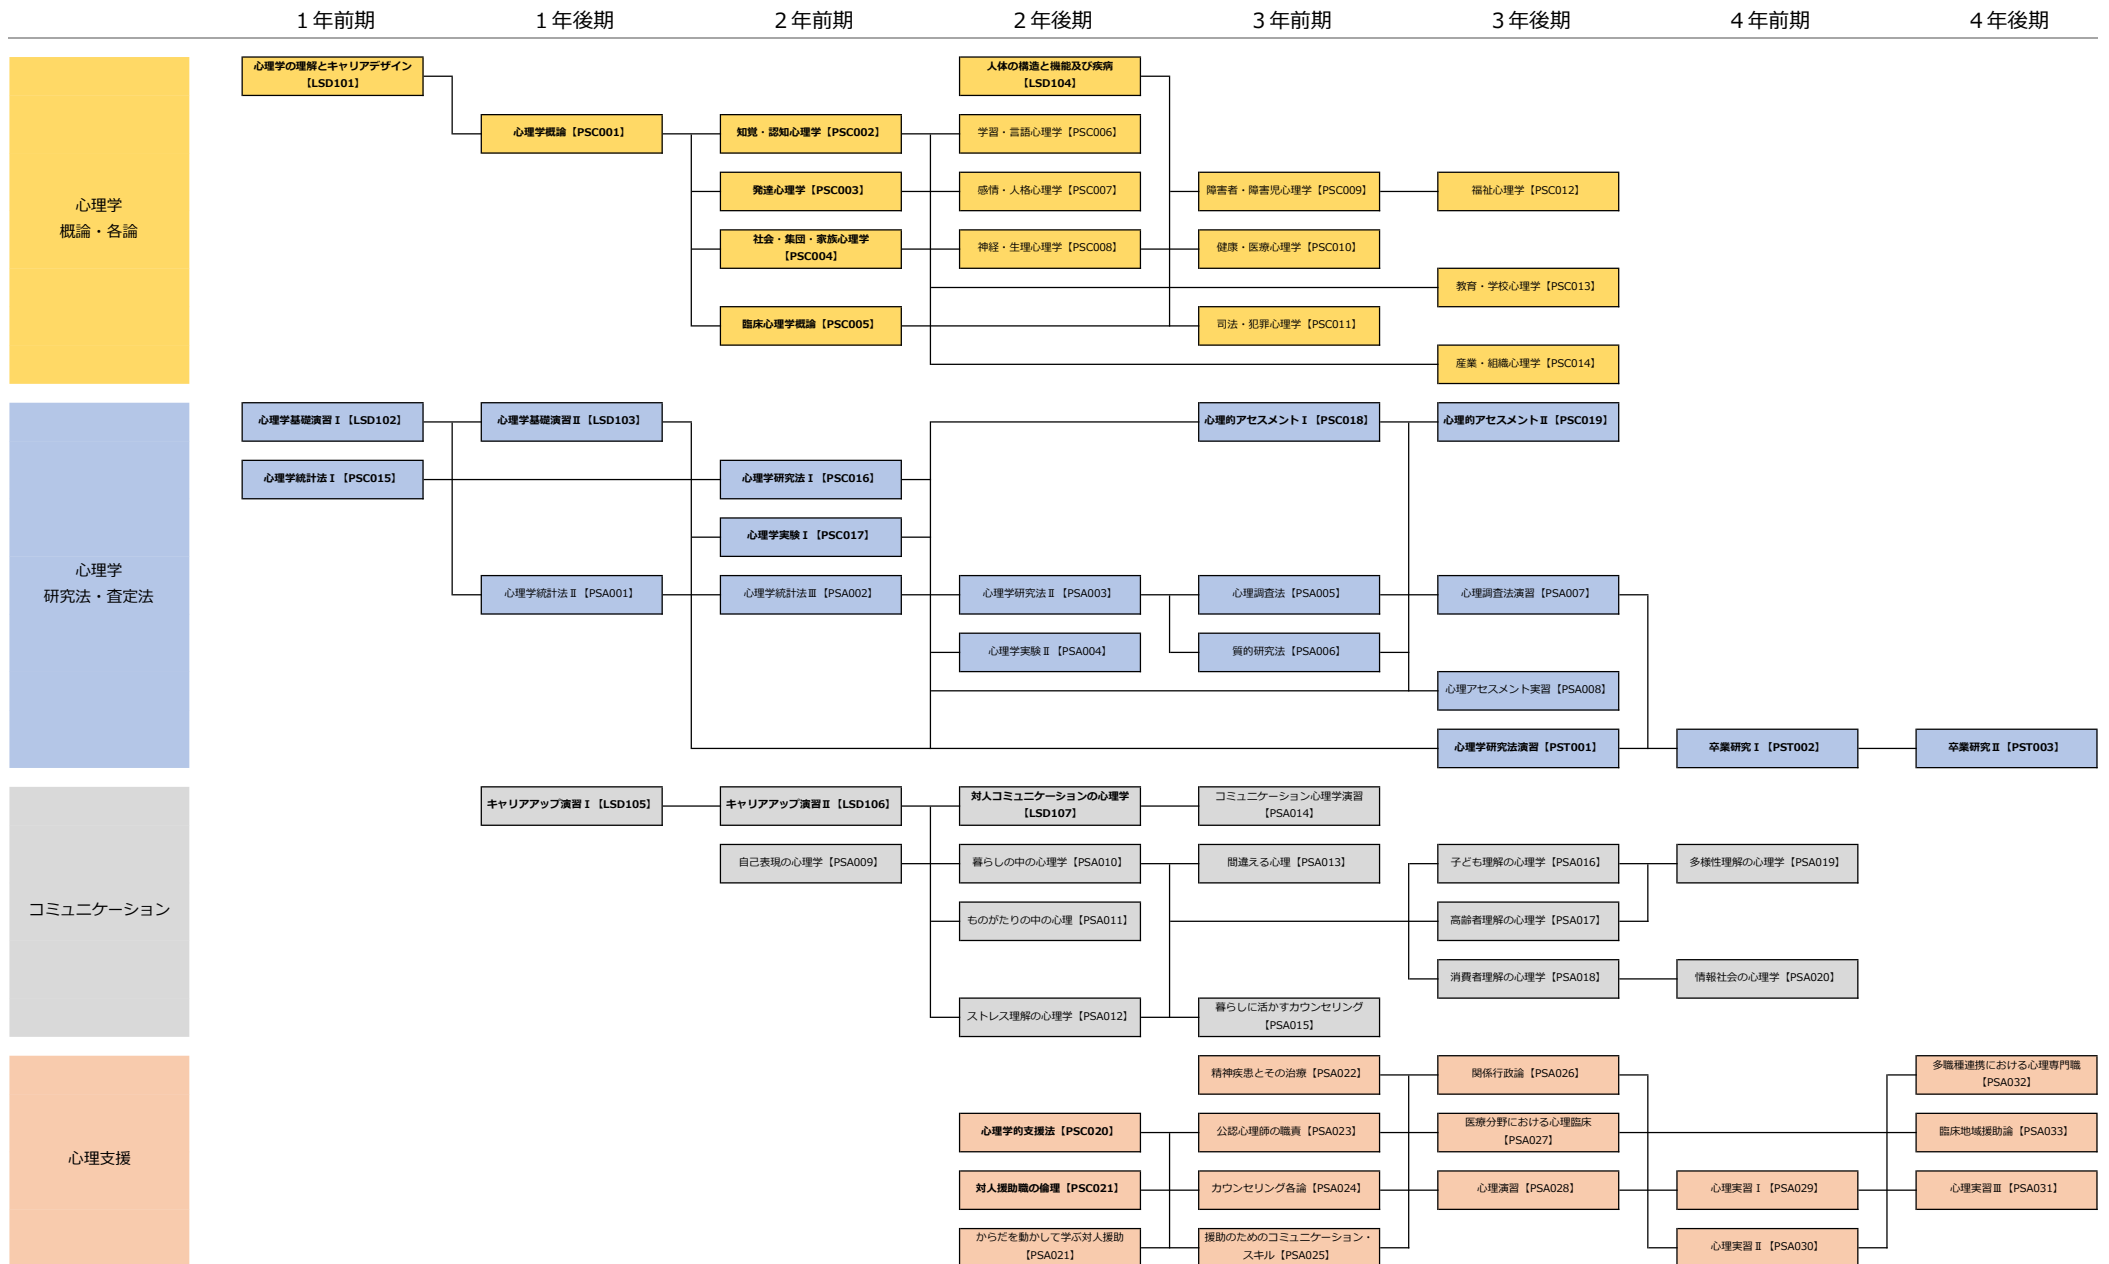 １年前期
１年後期
２年前期
２年後期
３年前期
３年後期
４年前期
４年後期
心理学
概論・各論
心理学の理解とキャリアデザイン
【LSD101】
人体の構造と機能及び疾病
【LSD104】
心理学概論【PSC001】
知覚・認知心理学【PSC002】
学習・言語心理学【PSC006】
発達心理学【PSC003】
感情・人格心理学【PSC007】
障害者・障害児心理学【PSC009】
福祉心理学【PSC012】
社会・集団・家族心理学
【PSC004】
神経・生理心理学【PSC008】
健康・医療心理学【PSC010】
教育・学校心理学【PSC013】
臨床心理学概論【PSC005】
司法・犯罪心理学【PSC011】
産業・組織心理学【PSC014】
心理学
研究法・査定法
心理学基礎演習Ⅰ【LSD102】
心理学基礎演習Ⅱ【LSD103】
心理的アセスメントⅠ【PSC018】
心理的アセスメントⅡ【PSC019】
心理学統計法Ⅰ【PSC015】
心理学研究法Ⅰ【PSC016】
心理学実験Ⅰ【PSC017】
心理学統計法Ⅱ【PSA001】
心理学統計法Ⅲ【PSA002】
心理学研究法Ⅱ【PSA003】
心理調査法【PSA005】
心理調査法演習【PSA007】
心理学実験Ⅱ【PSA004】
質的研究法【PSA006】
心理アセスメント実習【PSA008】
心理学研究法演習【PST001】
卒業研究Ⅰ【PST002】
卒業研究Ⅱ【PST003】
コミュニケーション
キャリアアップ演習Ⅰ【LSD105】
キャリアアップ演習Ⅱ【LSD106】
対人コミュニケーションの心理学
【LSD107】
コミュニケーション心理学演習
【PSA014】
自己表現の心理学【PSA009】
暮らしの中の心理学【PSA010】
間違える心理【PSA013】
子ども理解の心理学【PSA016】
多様性理解の心理学【PSA019】
ものがたりの中の心理【PSA011】
高齢者理解の心理学【PSA017】
消費者理解の心理学【PSA018】
情報社会の心理学【PSA020】
ストレス理解の心理学【PSA012】
暮らしに活かすカウンセリング
【PSA015】
心理支援
精神疾患とその治療【PSA022】
関係行政論【PSA026】
多職種連携における心理専門職
【PSA032】
心理学的支援法【PSC020】
公認心理師の職責【PSA023】
医療分野における心理臨床
【PSA027】
臨床地域援助論【PSA033】
対人援助職の倫理【PSC021】
カウンセリング各論【PSA024】
心理演習【PSA028】
心理実習Ⅰ【PSA029】
心理実習Ⅲ【PSA031】
からだを動かして学ぶ対人援助
【PSA021】
援助のためのコミュニケーション・
スキル【PSA025】
心理実習Ⅱ【PSA030】